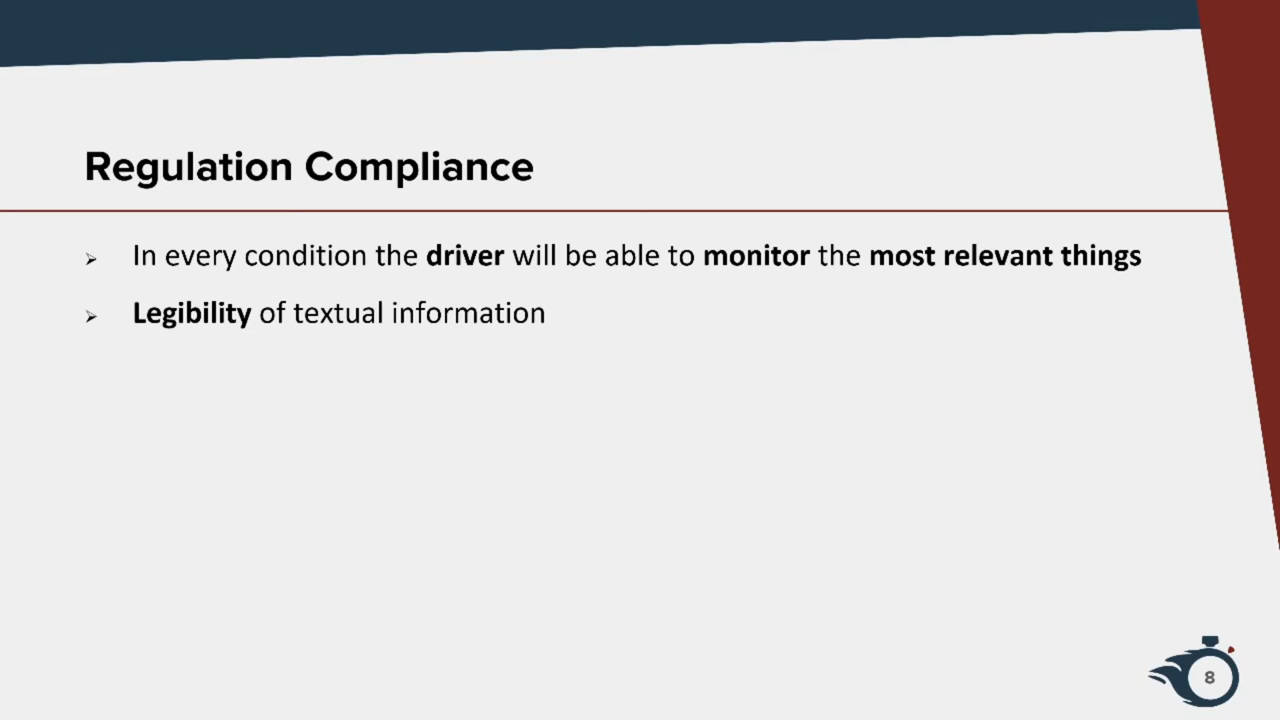 Regulation Compliance
➢ In every condition the driver will be able to monitor the most relevant things
➢ Legibility of textual information
8